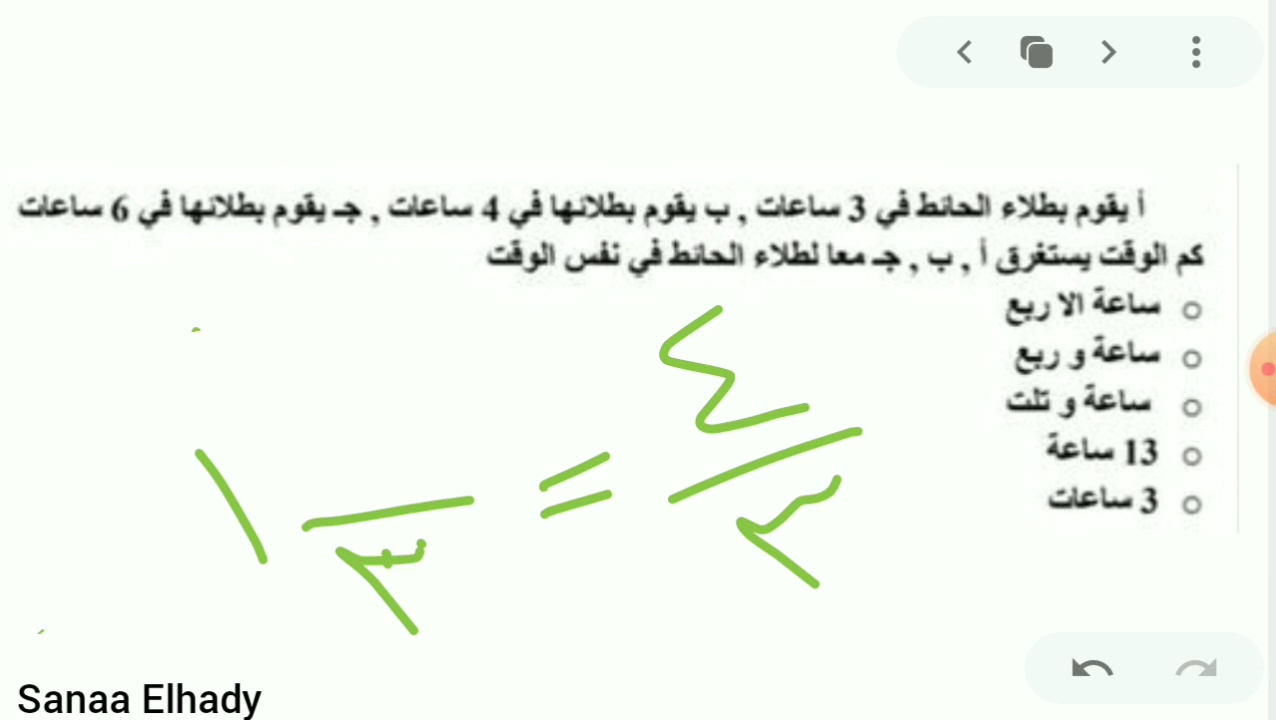 أ يقوم بطلاء الحائط في 3 ساعات , ب يقوم بطلائها في 4 ساعات , جـ يقوم بطلائها في 6 ساعات
كم الوقت يستغرق أ , ب , جـ معا لطلاء الحائط في نفس الوقت
ساعة الا ربع
ساعة و ربع
ساعة و تلت
13 ساعة
3 ساعات
٤
١ = 
٣ ٣
Sanaa Elhady